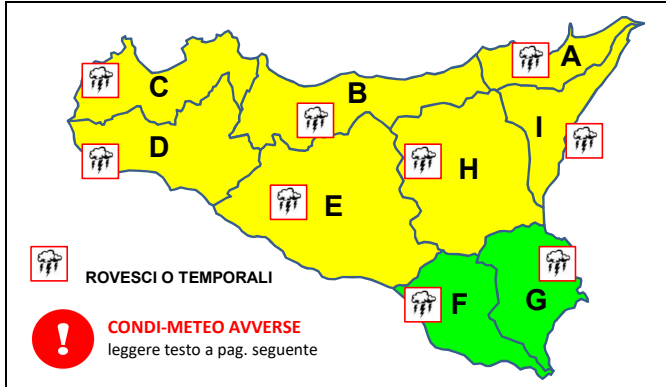 A
C
B
I
D
H
E
ROVESCI O TEMPORALI
F
G
!
CONDI-METEO AVVERSE
leggere testo a pag. seguente